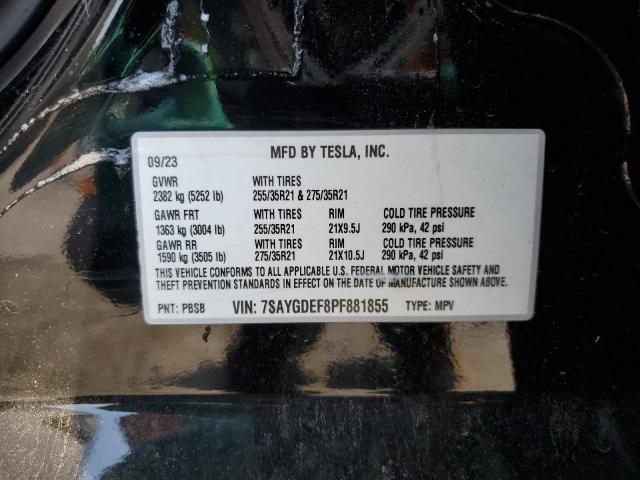 MFD BY TESLA, INC.
09/23
GVWR WITH TIRES
2382 kg (5252 lb) 255/35R21 & 275/35R21
GAWR FRT WITH TIRES RIM COLD TIRE PRESSURE
1363 kg (3004 lb) 255/35R21 21X9.5J 290 kPa, 42 psi
GAWR RR WITH TIRES RIM COLD TIRE PRESSURE
1590 kg (3505 lb) 275/35R21 21X10.5J 290 kPa, 42 psi
THIS VEHICLE CONFORMS TO ALL APPLICABLE U.S. FEDERAL MOTOR VEHICLE SAFETY AND
THEFT PREVENTION STANDARDS IN EFFECT ON THE DATE OF MANUFACTURE SHOWN ABOVE.
PNT: PBSB VIN: 7SAYGDEF8PF881855 TYPE: MPV